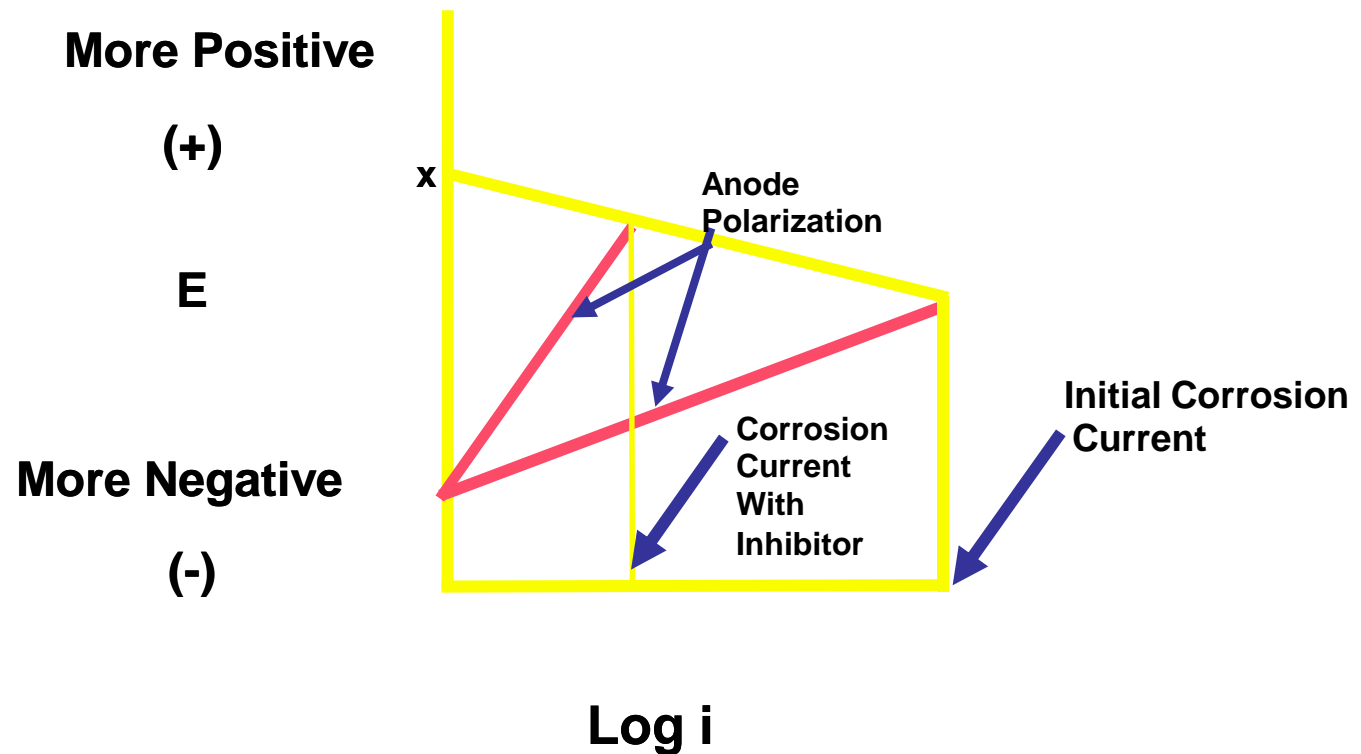 More Positive
(+)
x
Anode
Polarization
E
Initial Corrosion
Current
Corrosion
Current
With
Inhibitor
More Negative
(-)
Log i